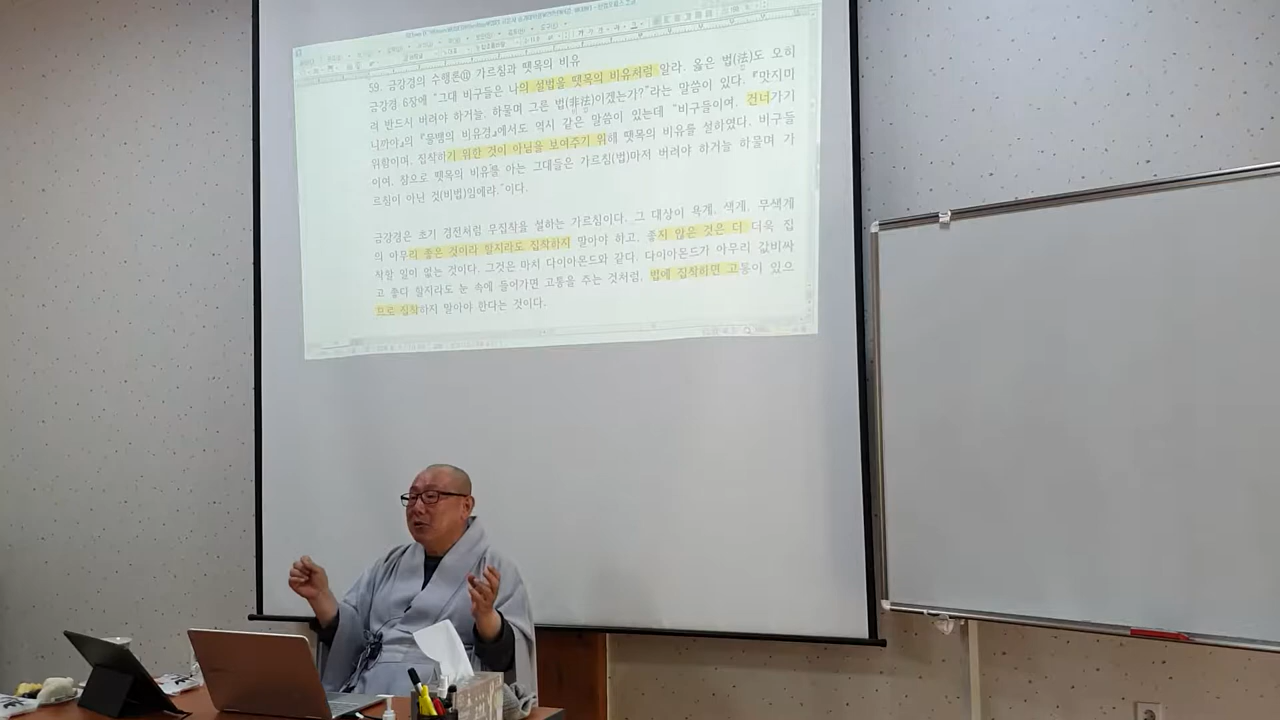 59. 금강경의 수행론⑪ 가르침과 뗏목의 비유
금강경 6장에 "그대 비구들은 나의 설법을 뗏목의 비유처럼 알라. 옳은 법(法)도 오히
려 반드시 버려야 하거늘, 하물며 그른 법(非法)이겠는가?"라는 말씀이 있다. 『맛지마
니까야』의 『물뱀의 비유경』에서도 역시 같은 말씀이 있는데 "비구들이여, 건너가기
위함이며, 집착하기 위한 것이 아님을 보여주기 위해 뗏목의 비유를 설하였다. 비구들
이여, 참으로 뗏목의 비유를 아는 그대들은 가르침(법)마저 버려야 하거늘 하물며 가
르침이 아닌 것(비법)임에랴."이다.
금강경은 초기 경전처럼 무집착을 설하는 가르침이다. 그 대상이 욕계, 색계, 무색계
의 아무리 좋은 것이라 할지라도 집착하지 말아야 하고, 좋지 않은 것은 더 더욱 집
착할 일이 없는 것이다. 그것은 마치 다이아몬드와 같다. 다이아몬드가 아무리 값비싸
고 좋다 할지라도 눈 속에 들어가면 고통을 주는 것처럼, 법에 집착하면 고통이 있으
므로 집착하지 말아야 한다는 것이다.